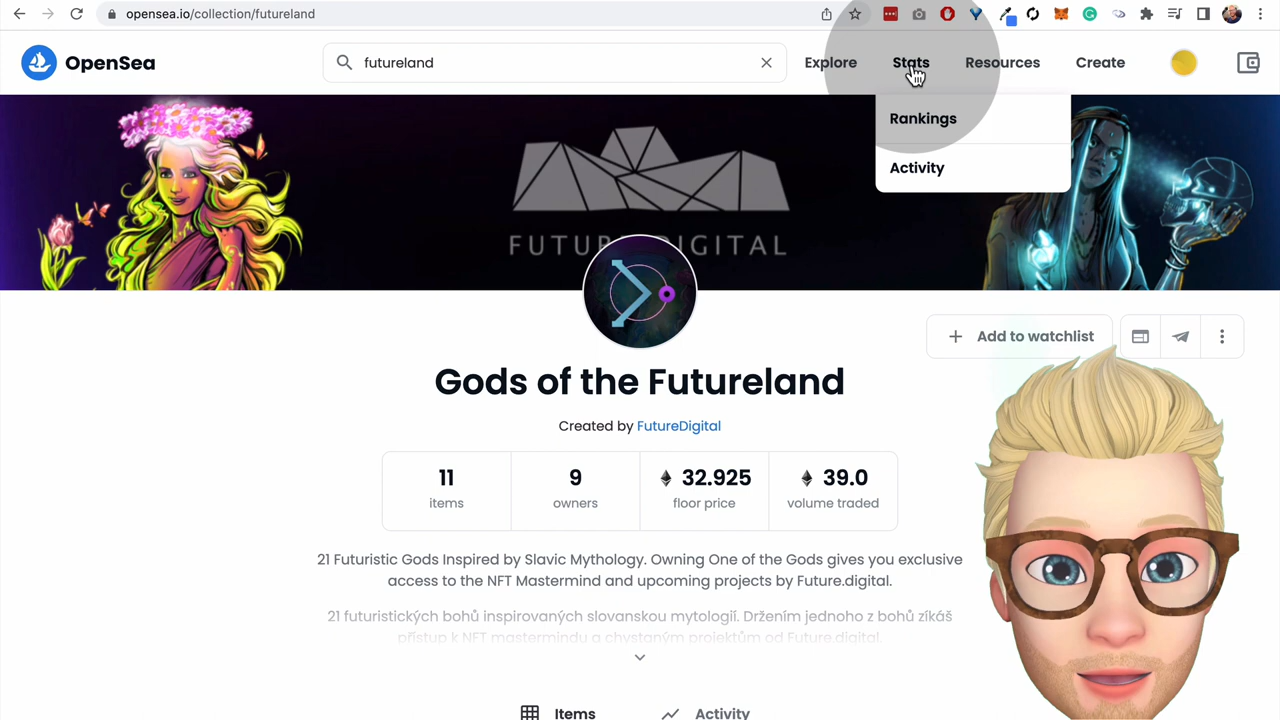 opensea.io/collection/futureland
OpenSea
futureland
Explore
Stats
Resources
Create
Rankings
Activity
FUTURE DIGITAL
Add to watchlist
Gods of the Futureland
Created by FutureDigital
11
items
9
owners
32.925
floor price
39.0
volume traded
21 Futuristic Gods Inspired by Slavic Mythology. Owning One of the Gods gives you exclusive
access to the NFT Mastermind and upcoming projects by Future.digital.
21 futuristických bohů inspirovaných slovanskou mytologií. Držením jednoho z bohů zíkáš
přístup k NFT mastermindu a chystaným projektům od Future.digital.
Items
Activity